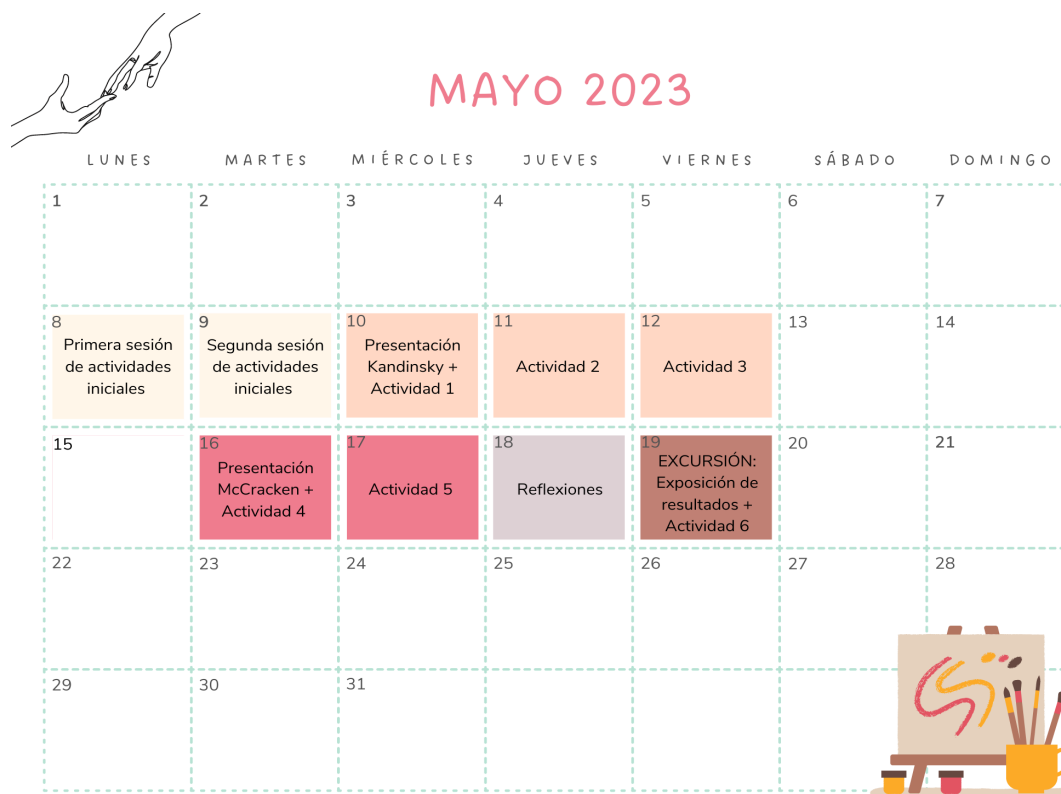 MAYO 2023
LUNES MARTES MIÉRCOLES JUEVES VIERNES SÁBADO DOMINGO
1 2 3 4 5 6 7
8 9 10 11 12 13 14
Primera sesión
de actividades
iniciales
Segunda sesión
de actividades
iniciales
Presentación
Kandinsky +
Actividad 1
Actividad 2
Actividad 3
15 16 17 18 19 20 21
Presentación
McCracken +
Actividad 4
Actividad 5
Reflexiones
EXCURSIÓN:
Exposición de
resultados +
Actividad 6
22 23 24 25 26 27 28
29 30 31